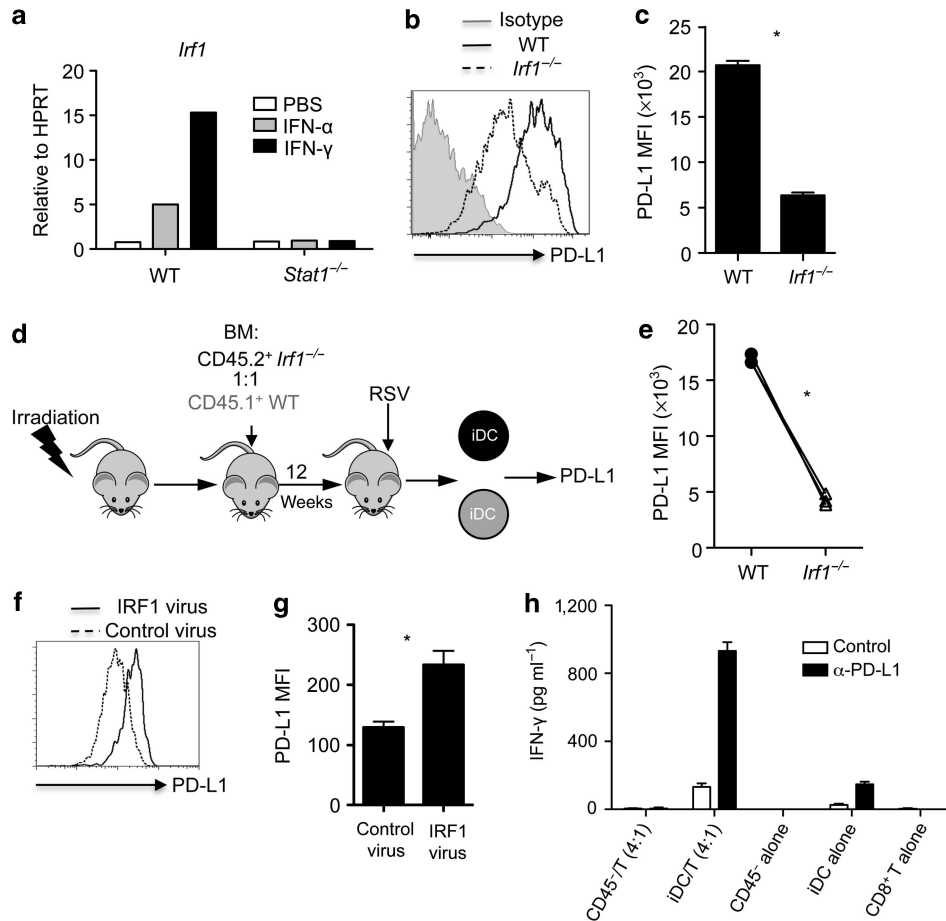 a
Irf1
Relative to HPRT
20
15
10
5
0
PBS
IFN-α
IFN-γ
WT
Stat1–/–
b
Isotype
WT
Irf1–/–
PD-L1
c
*
PD-L1 MFI (×10³)
25
20
15
10
5
0
WT
Irf1–/–
d
BM:
CD45.2⁺ Irf1–/–
1:1
CD45.1⁺ WT
Irradiation
12
Weeks
RSV
iDC
iDC
PD-L1
e
PD-L1 MFI (×10³)
20
15
10
5
0
*
WT
Irf1–/–
f
IRF1 virus
Control virus
PD-L1
g
PD-L1 MFI
300
200
100
0
*
Control virus
IRF1 virus
h
IFN-γ (pg ml⁻¹)
1,200
800
400
0
Control
α-PD-L1
CD45⁻/T (4:1)
iDC/T (4:1)
CD45⁻ alone
iDC alone
CD8⁺ T alone